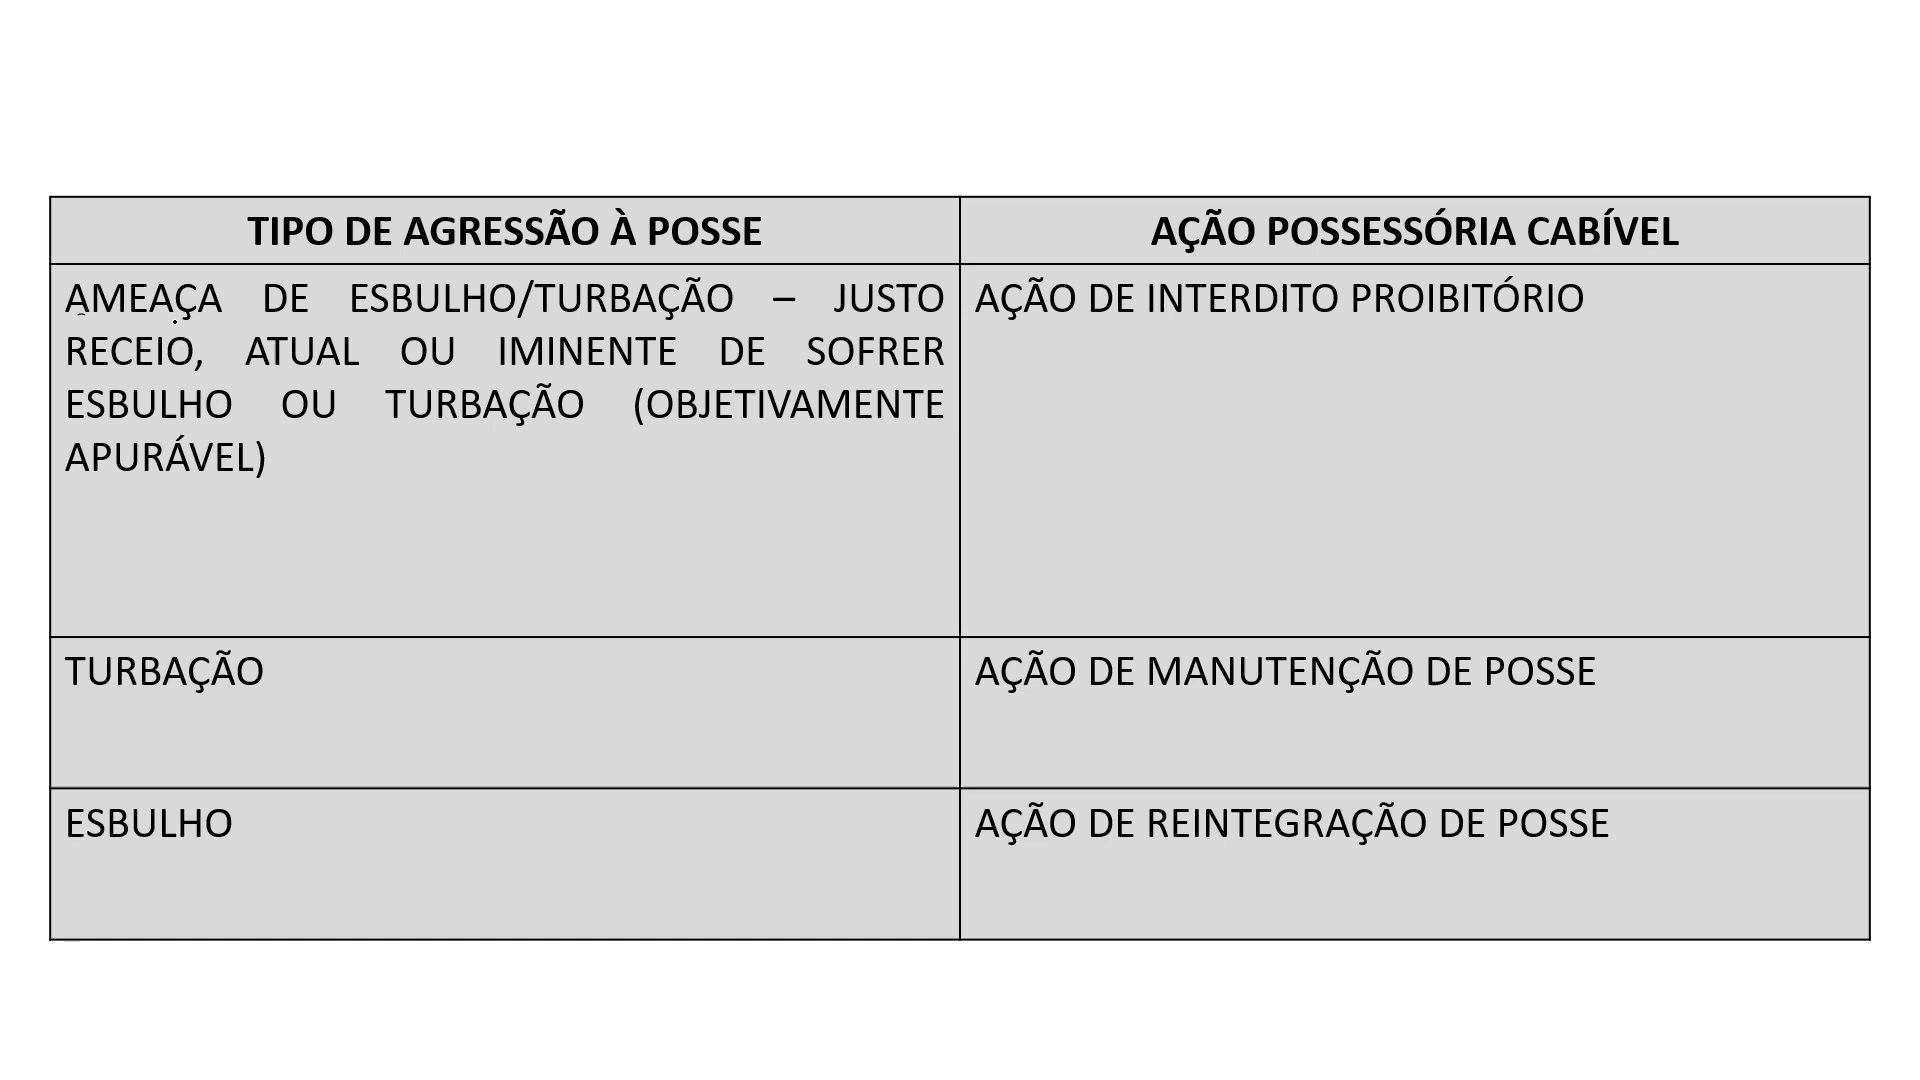 TIPO DE AGRESSÃO À POSSE
AÇÃO POSSESSÓRIA CABÍVEL
AMEAÇA DE ESBULHO/TURBAÇÃO – JUSTO
RECEIO, ATUAL OU IMINENTE DE SOFRER
ESBULHO OU TURBAÇÃO (OBJETIVAMENTE
APURÁVEL)
AÇÃO DE INTERDITO PROIBITÓRIO
TURBAÇÃO
AÇÃO DE MANUTENÇÃO DE POSSE
ESBULHO
AÇÃO DE REINTEGRAÇÃO DE POSSE